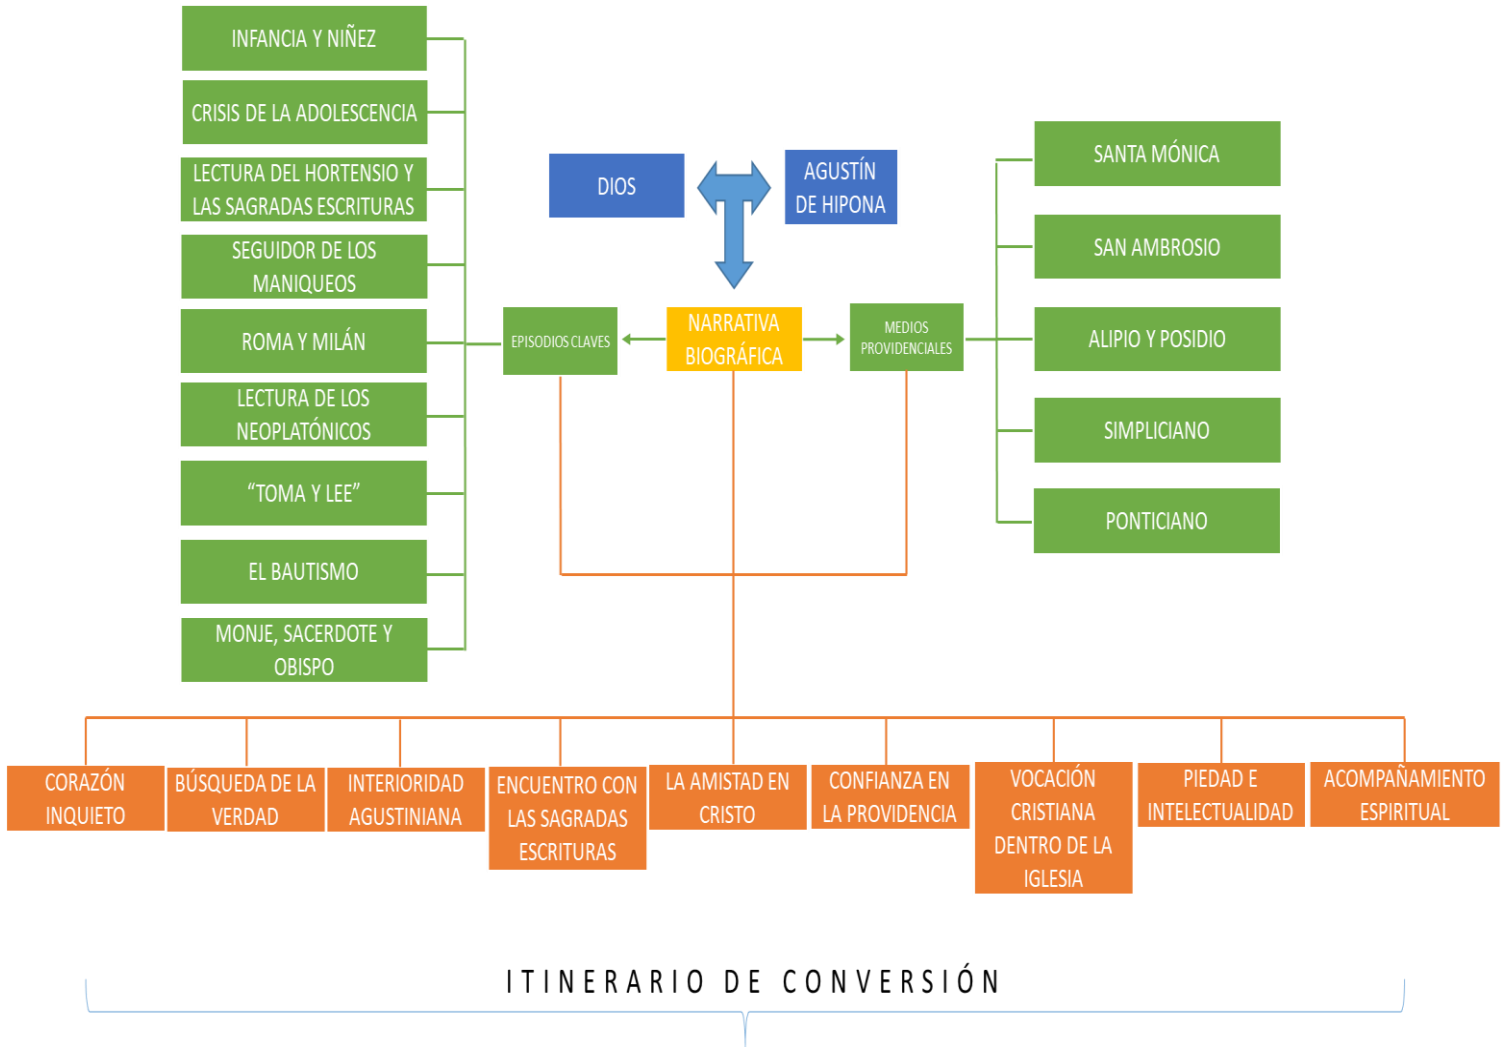 INFANCIA Y NIÑEZ
CRISIS DE LA ADOLESCENCIA
LECTURA DEL HORTENSIO Y
LAS SAGRADAS ESCRITURAS
SEGUIDOR DE LOS
MANIQUEOS
ROMA Y MILÁN
LECTURA DE LOS
NEOPLATÓNICOS
“TOMA Y LEE”
EL BAUTISMO
MONJE, SACERDOTE Y
OBISPO
DIOS
AGUSTÍN
DE HIPONA
EPISODIOS CLAVES
NARRATIVA
BIOGRÁFICA
MEDIOS
PROVIDENCIALES
SANTA MÓNICA
SAN AMBROSIO
ALIPIO Y POSIDIO
SIMPLICIANO
PONTICIANO
CORAZÓN
INQUIETO
BÚSQUEDA DE LA
VERDAD
INTERIORIDAD
AGUSTINIANA
ENCUENTRO CON
LAS SAGRADAS
ESCRITURAS
LA AMISTAD EN
CRISTO
CONFIANZA EN
LA PROVIDENCIA
VOCACIÓN
CRISTIANA
DENTRO DE LA
IGLESIA
PIEDAD E
INTELECTUALIDAD
ACOMPAÑAMIENTO
ESPIRITUAL
ITINERARIO DE CONVERSIÓN